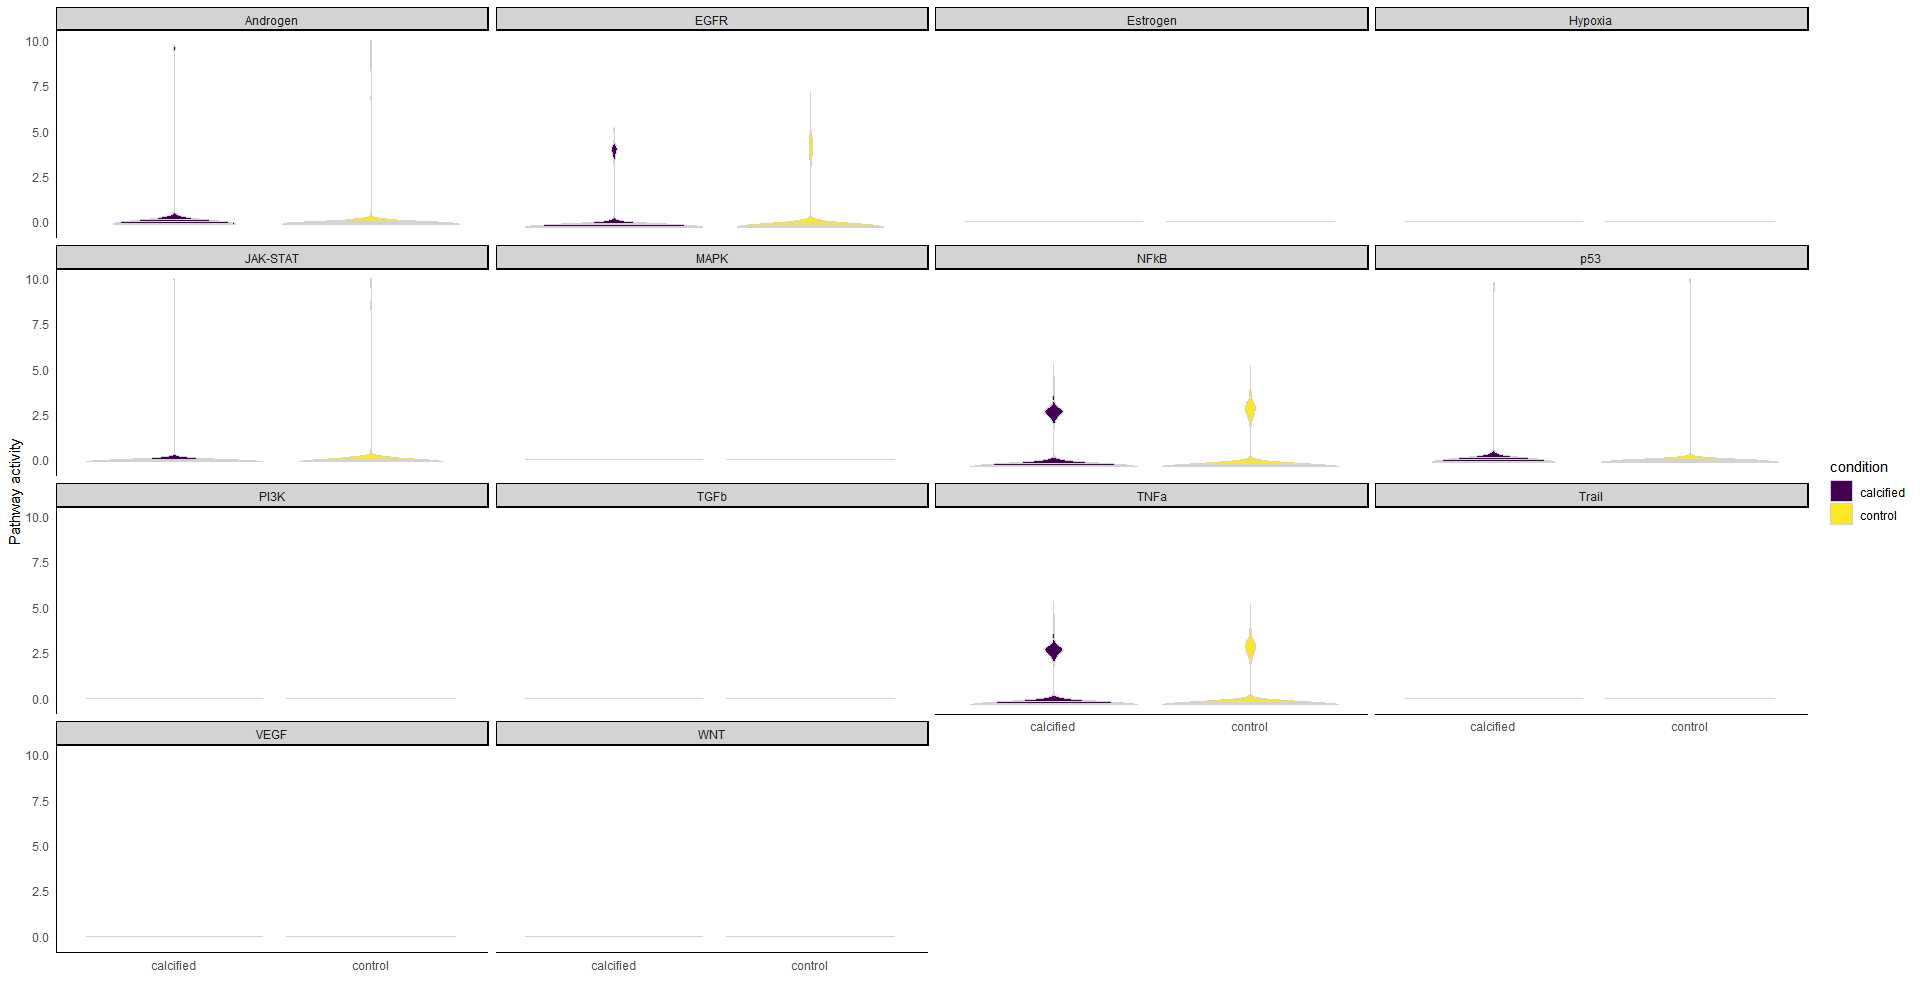 Androgen EGFR Estrogen Hypoxia
10.0
7.5
5.0
2.5
0.0
JAK-STAT MAPK NFkB p53
10.0
7.5
5.0
2.5
0.0
Pathway activity
condition
calcified
control
PI3K TGFb TNFa Trail
10.0
7.5
5.0
2.5
0.0
calcified control calcified control
VEGF WNT
10.0
7.5
5.0
2.5
0.0
calcified control calcified control